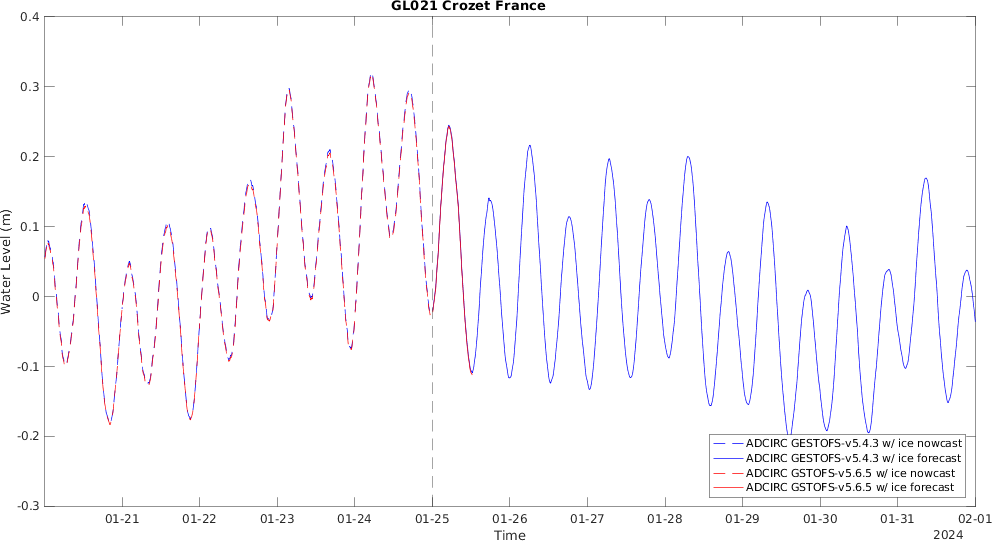 GL021 Crozet France
0.4
0.3
0.2
0.1
0
-0.1
-0.2
-0.3
Water Level (m)
ADCIRC GESTOFS-v5.4.3 w/ ice nowcast
ADCIRC GESTOFS-v5.4.3 w/ ice forecast
ADCIRC GSTOFS-v5.6.5 w/ ice nowcast
ADCIRC GSTOFS-v5.6.5 w/ ice forecast
01-21 01-22 01-23 01-24 01-25 01-26 01-27 01-28 01-29 01-30 01-31 02-01
Time
2024